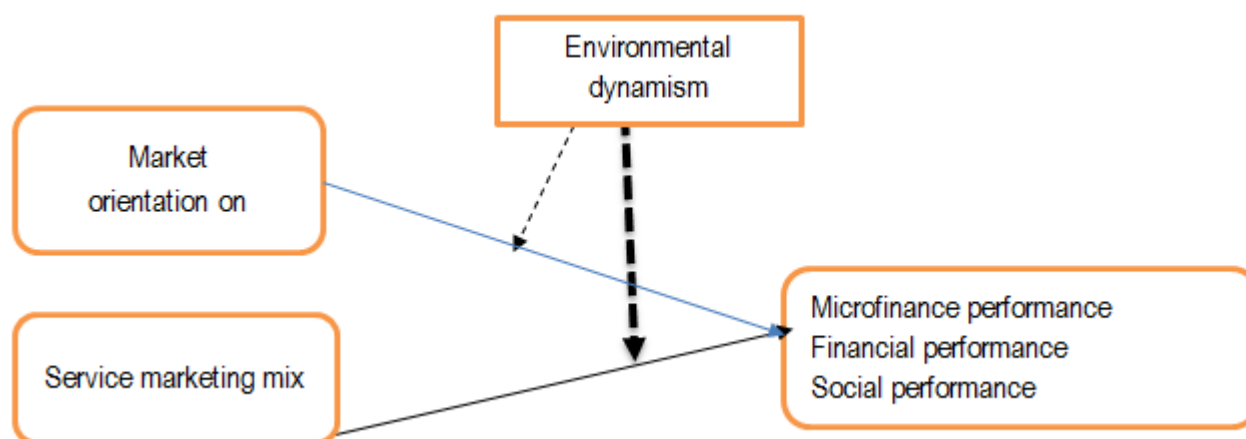 Environmental
dynamism
Market
orientation on
Service marketing mix
Microfinance performance
Financial performance
Social performance